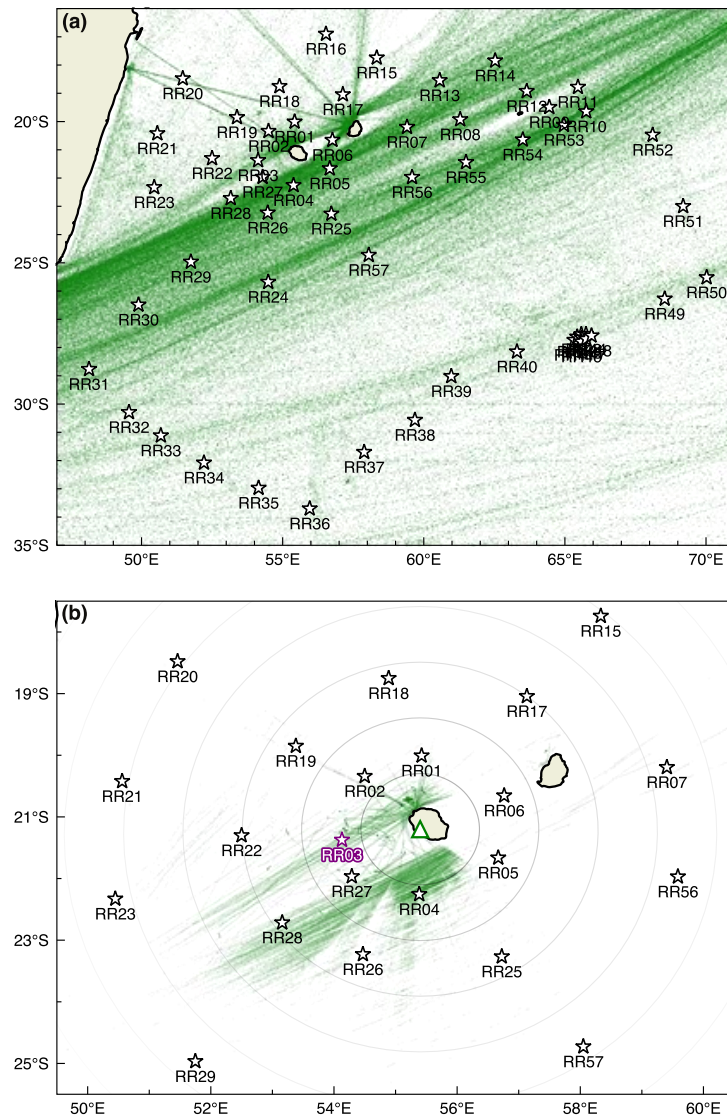 (a)
RR16
RR15
RR14
RR20
RR18
RR17
RR13
RR12
RR11
RR09
RR10
RR19
RR01
RR02
RR07
RR08
RR53
RR21
RR06
RR54
RR52
RR22
RR03
RR05
RR55
RR23
RR27
RR04
RR56
RR28
RR26
RR25
RR51
RR29
RR24
RR57
RR50
RR30
RR49
RR40
RR31
RR39
RR32
RR38
RR33
RR34
RR37
RR35
RR36
20°S
25°S
30°S
35°S
50°E 55°E 60°E 65°E 70°E
(b)
RR15
RR20
RR18
RR17
RR19
RR01
RR02
RR07
RR21
RR06
RR22
RR03
RR05
RR27
RR56
RR23
RR04
RR28
RR26
RR25
RR57
RR29
19°S
21°S
23°S
25°S
50°E 52°E 54°E 56°E 58°E 60°E